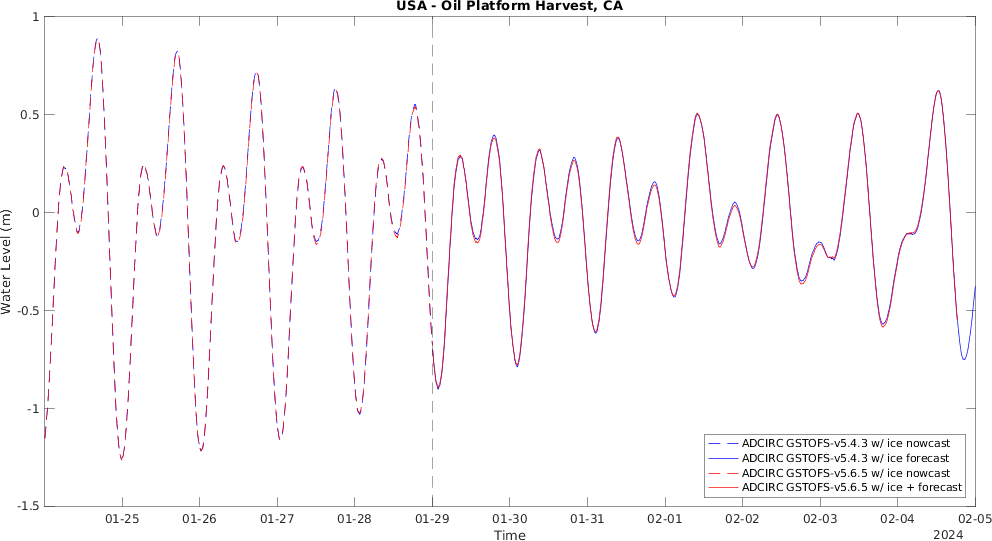 USA - Oil Platform Harvest, CA
Water Level (m)
1
0.5
0
-0.5
-1
-1.5
ADCIRC GSTOFS-v5.4.3 w/ ice nowcast
ADCIRC GSTOFS-v5.4.3 w/ ice forecast
ADCIRC GSTOFS-v5.6.5 w/ ice nowcast
ADCIRC GSTOFS-v5.6.5 w/ ice + forecast
01-25 01-26 01-27 01-28 01-29 01-30 01-31 02-01 02-02 02-03 02-04 02-05
Time
2024